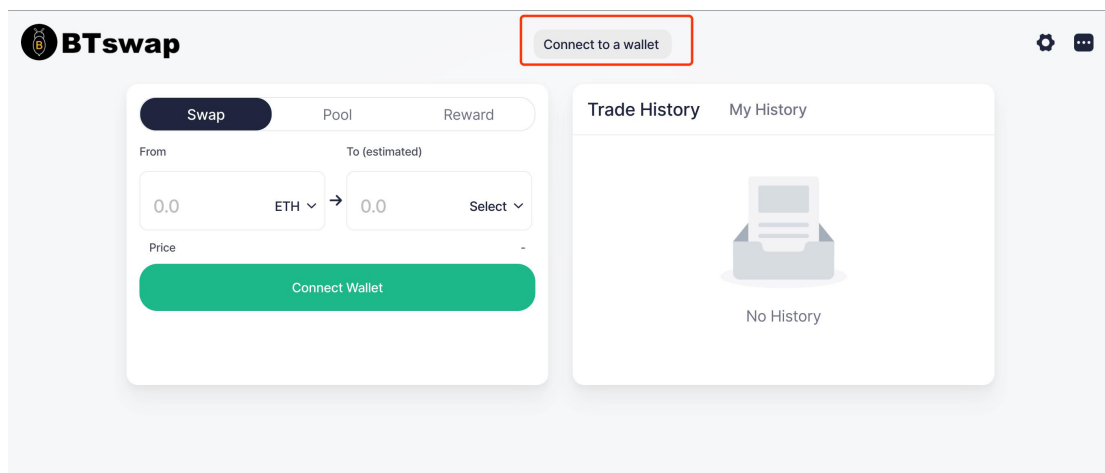 BTswap
Connect to a wallet
Swap Pool Reward
From To (estimated)
0.0 ETH 0.0 Select
Price -
Connect Wallet
Trade History My History
No History